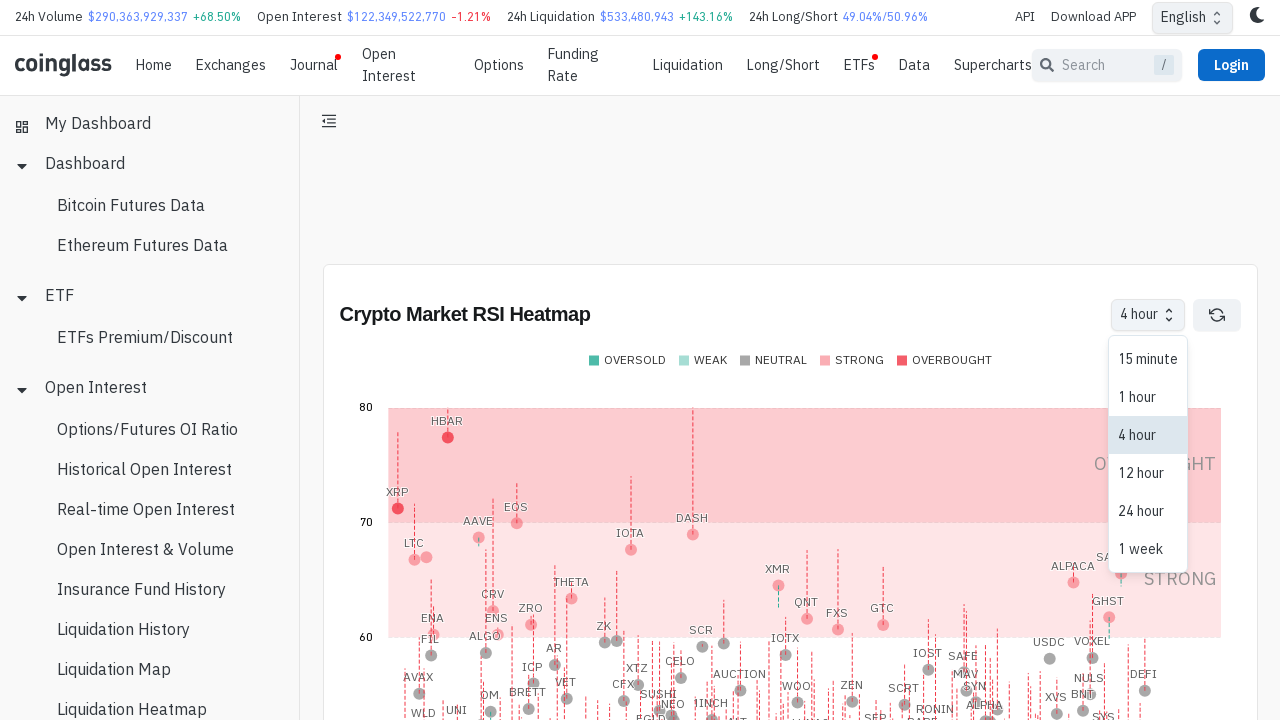 24h Volume $290,363,929,337 +68.50% Open Interest $122,349,522,770 -1.21% 24h Liquidation $533,480,943 +143.16% 24h Long/Short 49.04%/50.96% API Download APP English
coinglass Home Exchanges Journal Open Interest Options Funding Rate Liquidation Long/Short ETFs Data Supercharts Search / Login
My Dashboard
Dashboard
Bitcoin Futures Data
Ethereum Futures Data
ETF
ETFs Premium/Discount
Open Interest
Options/Futures OI Ratio
Historical Open Interest
Real-time Open Interest
Open Interest & Volume
Insurance Fund History
Liquidation History
Liquidation Map
Liquidation Heatmap
Crypto Market RSI Heatmap 4 hour
15 minute
1 hour
4 hour
12 hour
24 hour
1 week
OVERSOLD WEAK NEUTRAL STRONG OVERBOUGHT
80
70
60
HBAR
XRP
EOS
AAVE
DASH
IOTA
LTC
XMR
ALPACA
STRONG
THETA
CRV
QNT
GHST
ZRO
GTC
FXS
ENA
ENS
ZK
SCR
FIL
ALGO
IOTX
USDC
VOXEL
AR
IOST
SAFE
CELO
ICP
XTZ
AVAX
VET
CFX
AUCTION
WOO
ZEN
SCRT
MAV
SYN
NULS
DEFI
BRETT
SUSHI
NEO
1INCH
XVS
BNT
WLD
UNI
RONIN
ALPHA